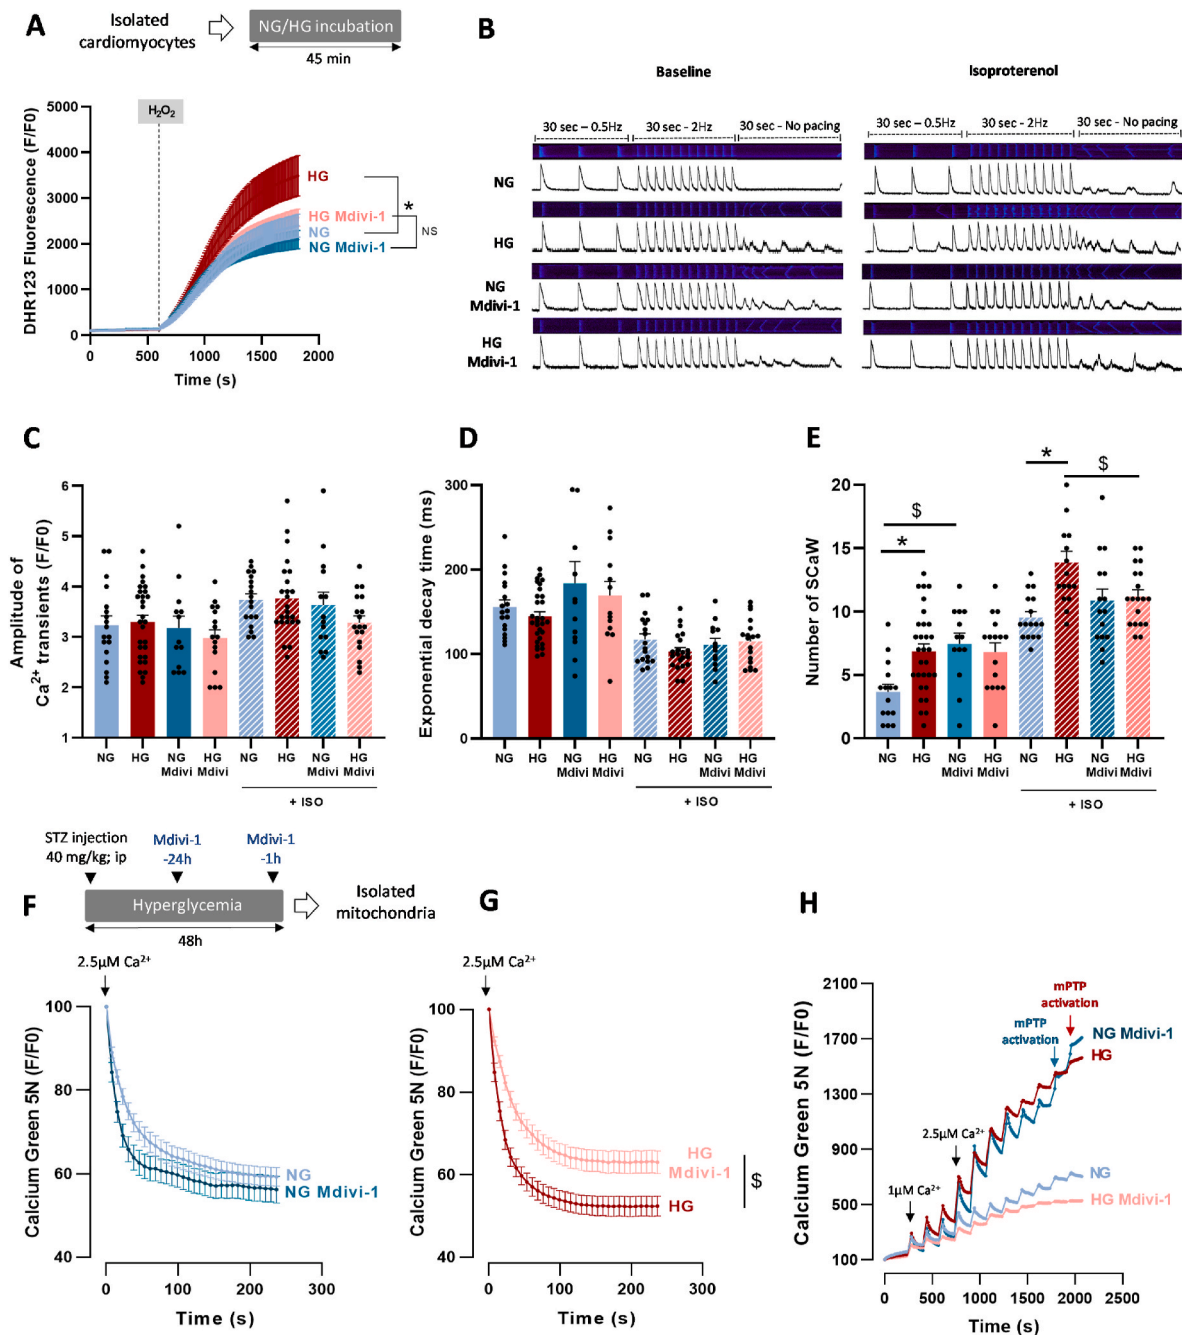 A
Isolated
cardiomyocytes
NG/HG incubation
45 min
DHR123 Fluorescence (F/F0)
5000
4000
3000
2000
1000
0
H₂O₂
HG
HG Mdivi-1
NG
NG Mdivi-1
*
NS
0 500 1000 1500 2000
Time (s)
B
Baseline
Isoproterenol
30 sec – 0.5Hz 30 sec - 2Hz 30 sec - No pacing
30 sec – 0.5Hz 30 sec - 2Hz 30 sec - No pacing
NG
HG
NG
Mdivi-1
HG
Mdivi-1
C
Amplitude of
Ca²⁺ transients (F/F0)
6
5
4
3
2
1
NG HG NG HG NG HG NG HG
Mdivi Mdivi Mdivi Mdivi
+ ISO
D
Exponential decay time (ms)
300
200
100
0
NG HG NG HG NG HG NG HG
Mdivi Mdivi Mdivi Mdivi
+ ISO
E
Number of SCaW
20
15
10
5
0
$
*
*
$
NG HG NG HG NG HG NG HG
Mdivi Mdivi Mdivi Mdivi
+ ISO
STZ injection
40 mg/kg; ip
Mdivi-1
-24h
Mdivi-1
-1h
Hyperglycemia
48h
Isolated
mitochondria
F
2.5µM Ca²⁺
Calcium Green 5N (F/F0)
100
80
60
40
NG
NG Mdivi-1
0 100 200 300
Time (s)
G
2.5µM Ca²⁺
Calcium Green 5N (F/F0)
100
80
60
40
HG
Mdivi-1
HG
$
0 100 200 300
Time (s)
H
Calcium Green 5N (F/F0)
2100
1700
1300
900
500
100
1µM Ca²⁺
2.5µM Ca²⁺
mPTP
activation
mPTP
activation
NG Mdivi-1
HG
NG
HG Mdivi-1
0 500 1000 1500 2000 2500
Time (s)